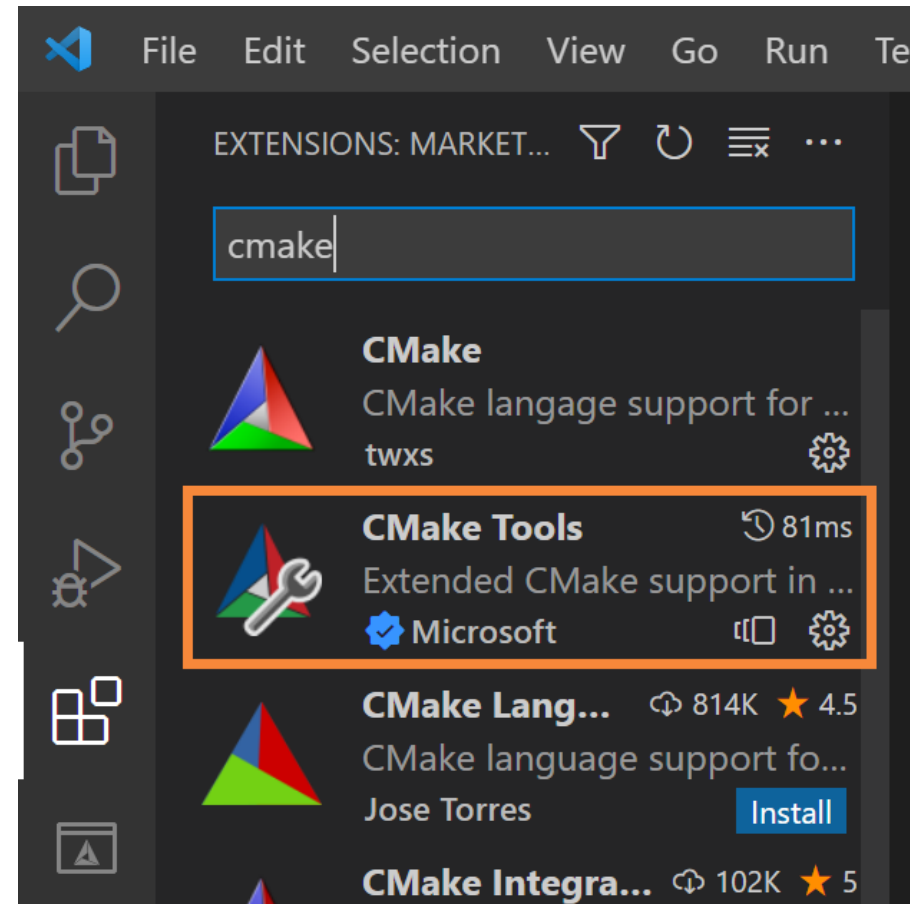 File Edit Selection View Go Run Te
EXTENSIONS: MARKET... ...
cmake
CMake
CMake langage support for ...
twxs
CMake Tools 81ms
Extended CMake support in ...
Microsoft
CMake Lang... 814K 4.5
CMake language support fo...
Jose Torres Install
CMake Integra... 102K 5